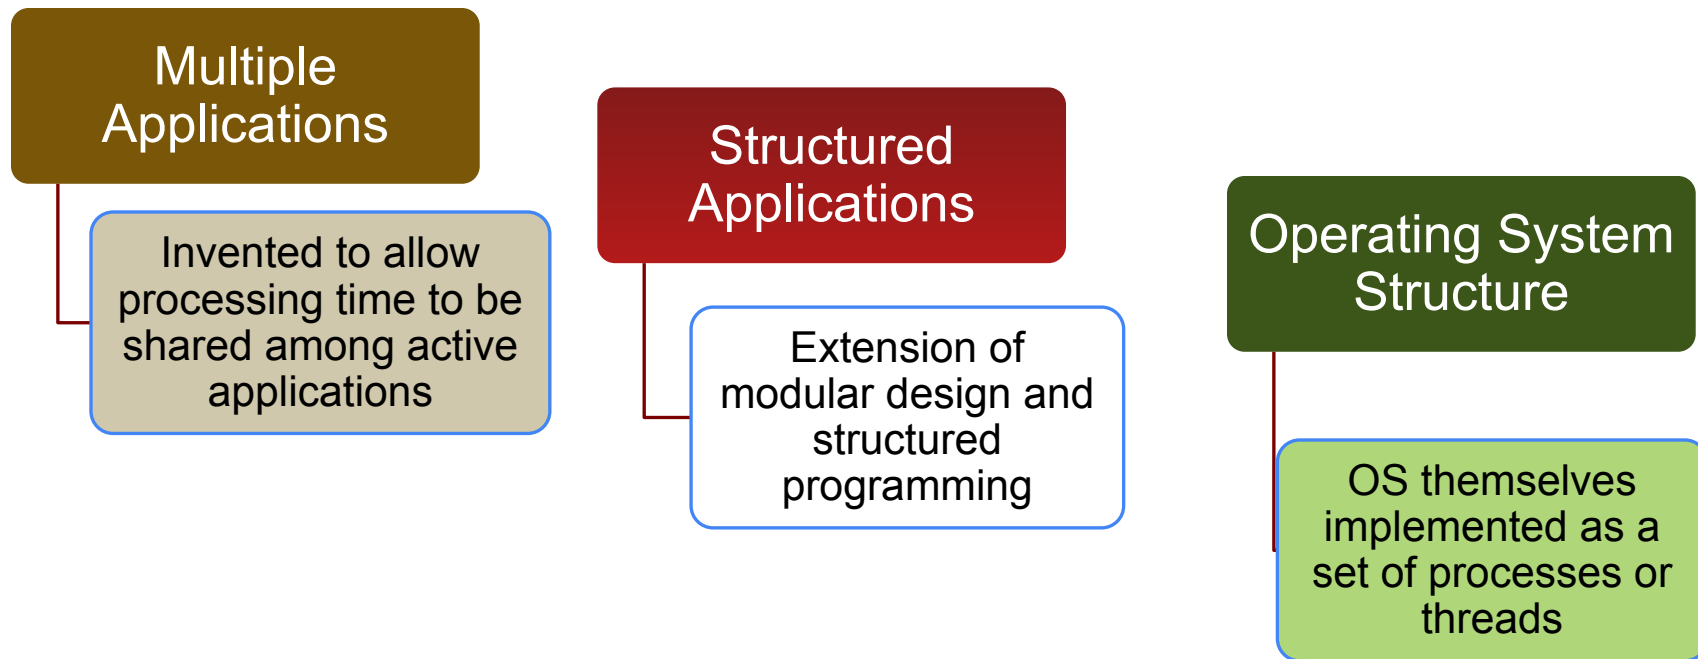 Multiple
Applications
Invented to allow
processing time to be
shared among active
applications
Structured
Applications
Extension of
modular design and
structured
programming
Operating System
Structure
OS themselves
implemented as a
set of processes or
threads